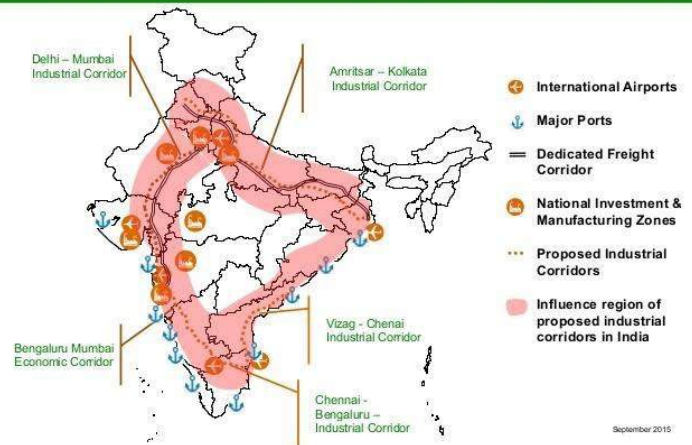 Delhi – Mumbai
Industrial Corridor
Amritsar – Kolkata
Industrial Corridor
International Airports
Major Ports
Dedicated Freight
Corridor
National Investment &
Manufacturing Zones
Proposed Industrial
Corridors
Influence region of
proposed industrial
corridors in India
Bengaluru Mumbai
Economic Corridor
Vizag - Chenai
Industrial Corridor
Chennai -
Bengaluru –
Industrial Corridor
September 2015